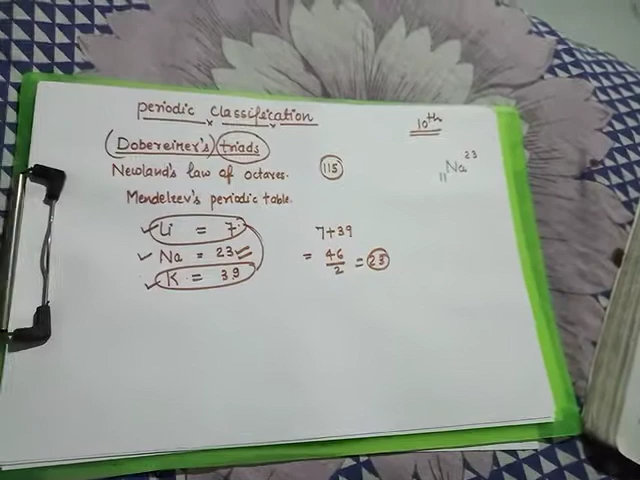 periodic classification
10th
(Dobereiner's) triads
Newland's law of octaves.
115
11Na23
Mendeleev's periodic table.
Li = 7
Na = 23
K = 39
7+39
= 46/2 = 23